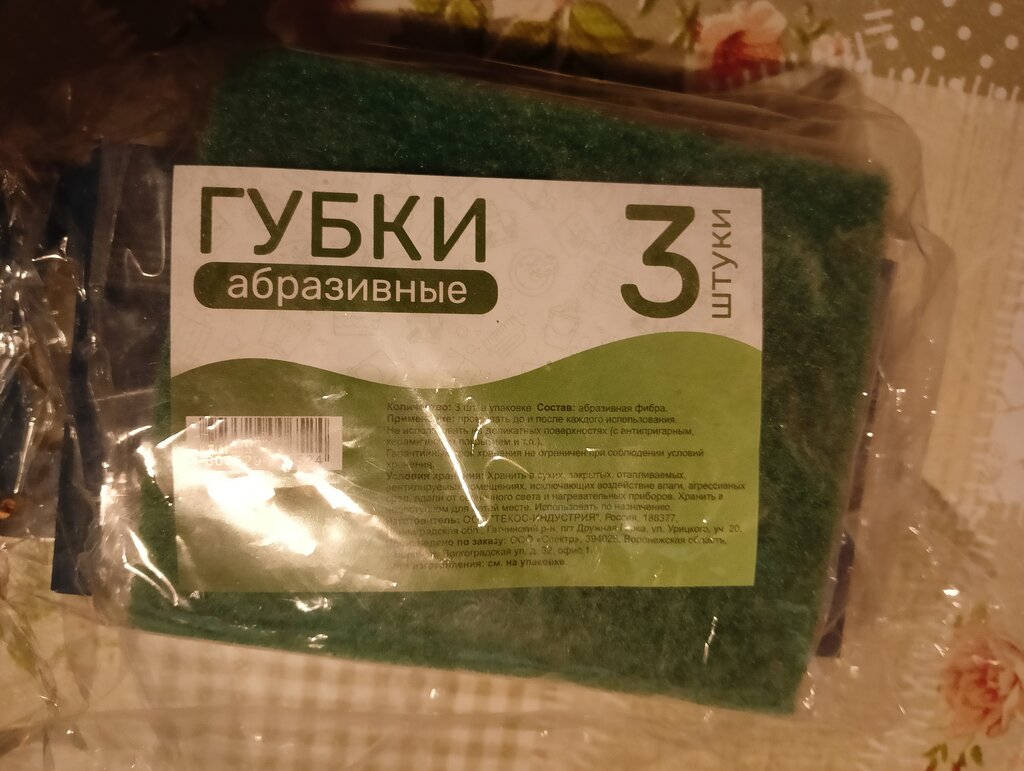 ГУБКИ
абразивные
3
штуки
Количество: 3 шт. в упаковке Состав: абразивная фибра.
Применение: промывать до и после каждого использования.
Не использовать на деликатных поверхностях (с антипригарным,
керамическим покрытием и т.п.).
Гарантийный срок хранения не ограничен при соблюдении условий
хранения.
Условия хранения: Хранить в сухих, закрытых, отапливаемых,
вентилируемых помещениях, исключающих воздействие влаги, агрессивных
сред, вдали от солнечного света и нагревательных приборов. Хранить в
недоступном для детей месте. Использовать по назначению.
Изготовитель: ООО "ТЕКОС-ИНДУСТРИЯ", Россия, 188377,
Ленинградская обл., Гатчинский р-н, пгт Дружная Горка, ул. Урицкого, уч. 20.
Произведено по заказу: ООО «Спектр», 394028, Воронежская область,
Волгоградская ул, д. 32, офис 1.
Дата изготовления: см. на упаковке.